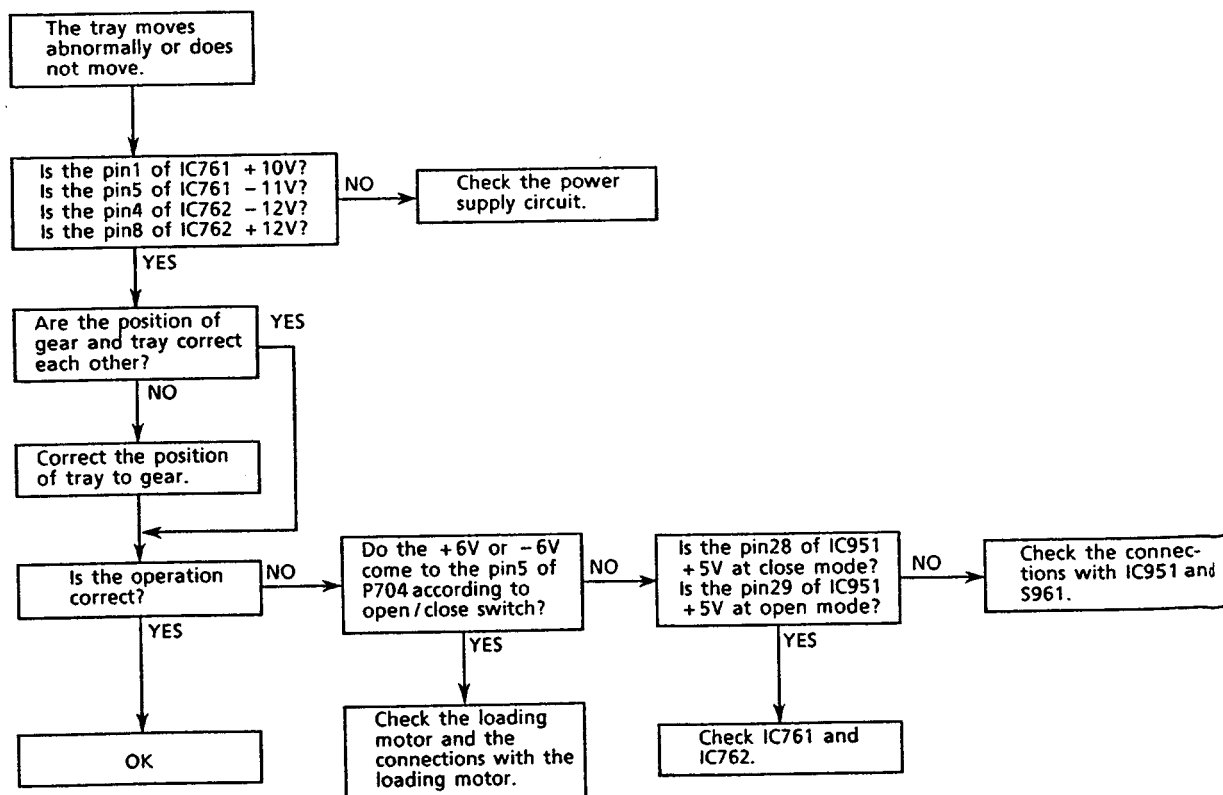 The tray moves
abnormally or does
not move.
Is the pin1 of IC761 +10V?
Is the pin5 of IC761 −11V?
Is the pin4 of IC762 −12V?
Is the pin8 of IC762 +12V?
NO
Check the power
supply circuit.
YES
Are the position of
gear and tray correct
each other?
YES
NO
Correct the position
of tray to gear.
Is the operation
correct?
NO
Do the +6V or −6V
come to the pin5 of
P704 according to
open/close switch?
NO
Is the pin28 of IC951
+5V at close mode?
Is the pin29 of IC951
+5V at open mode?
NO
Check the connec-
tions with IC951 and
S961.
YES
YES
YES
OK
Check the loading
motor and the
connections with the
loading motor.
Check IC761 and
IC762.